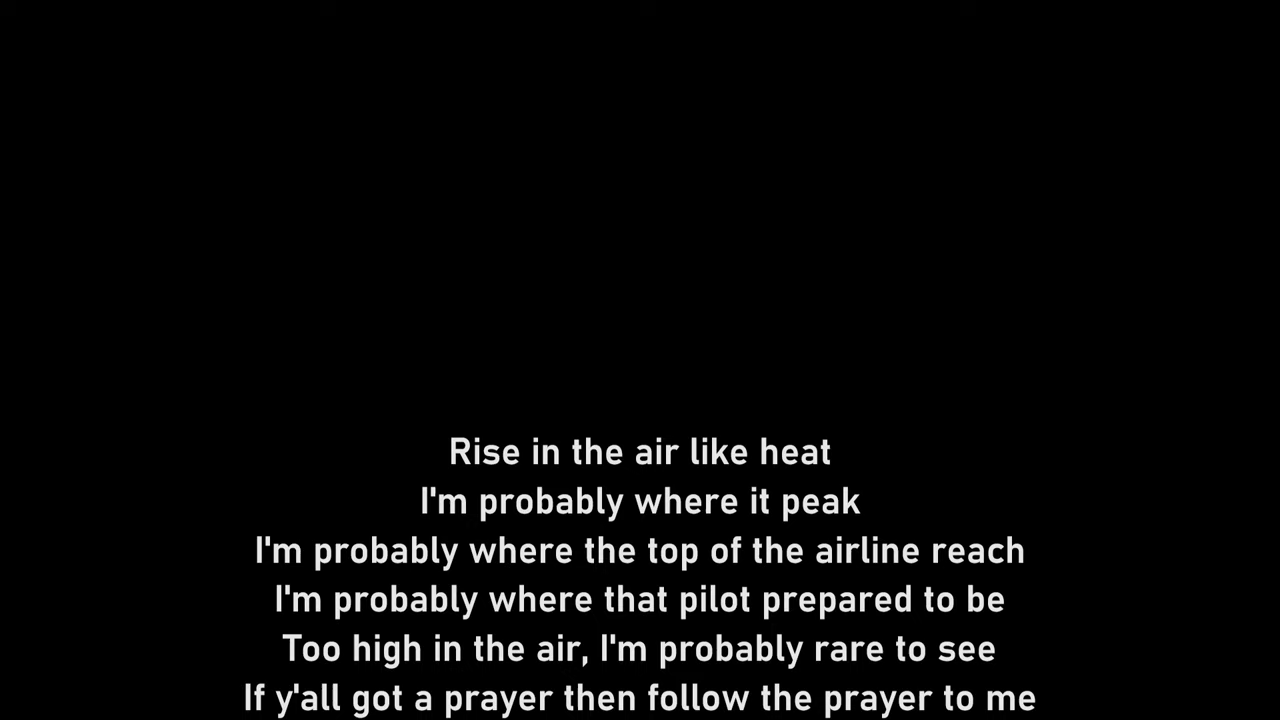 Rise in the air like heat
I'm probably where it peak
I'm probably where the top of the airline reach
I'm probably where that pilot prepared to be
Too high in the air, I'm probably rare to see
If y'all got a prayer then follow the prayer to me